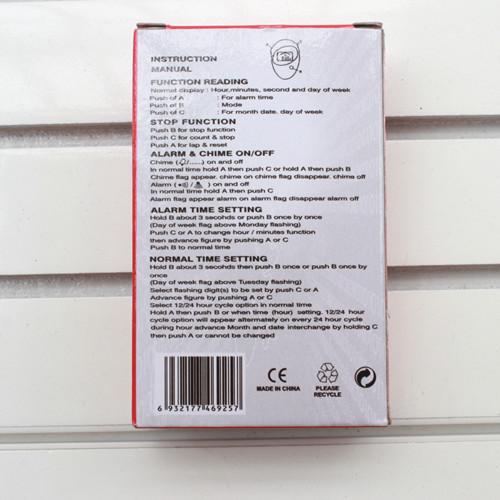 INSTRUCTION
MANUAL
FUNCTION READING
Normal display : Hour,minutes, second and day of week
Push of A : For alarm time
Push of B : Mode
Push of C : For month date. day of week
STOP FUNCTION
Push B for stop function
Push C for count & stop
Push A for lap & reset
ALARM & CHIME ON/OFF
Chime ( /......) on and off
In normal time hold A then push C or hold A then push B
Chime flag appear. chime on chime flag disappear. chime off
Alarm ( / ) on and off
In normal time hold A then push C
Alarm flag appear alarm on alarm flag disappear alarm off
ALARM TIME SETTING
Hold B about 3 seconds or push B once by once
(Day of week flag above Monday flashing)
Push C or A to change hour / minutes function
then advance figure by pushing A or C
Push B to normal time
NORMAL TIME SETTING
Hold B about 3 seconds then push B once or push B once by
once
(Day of week flag above Tuesday flashing)
Select flashing digit(s) to be set by push C or A
Advance figure by pushing A or C
Select 12/24 hour cycle option in normal time
Hold A then push B or when time (hour) setting. 12/24 hour
cycle option will appear altermately on every 24 hour cycle
during hour advance Month and date interchange by holding C
then push A or cannot be changed
6 932177 469257
CE
MADE IN CHINA
PLEASE
RECYCLE